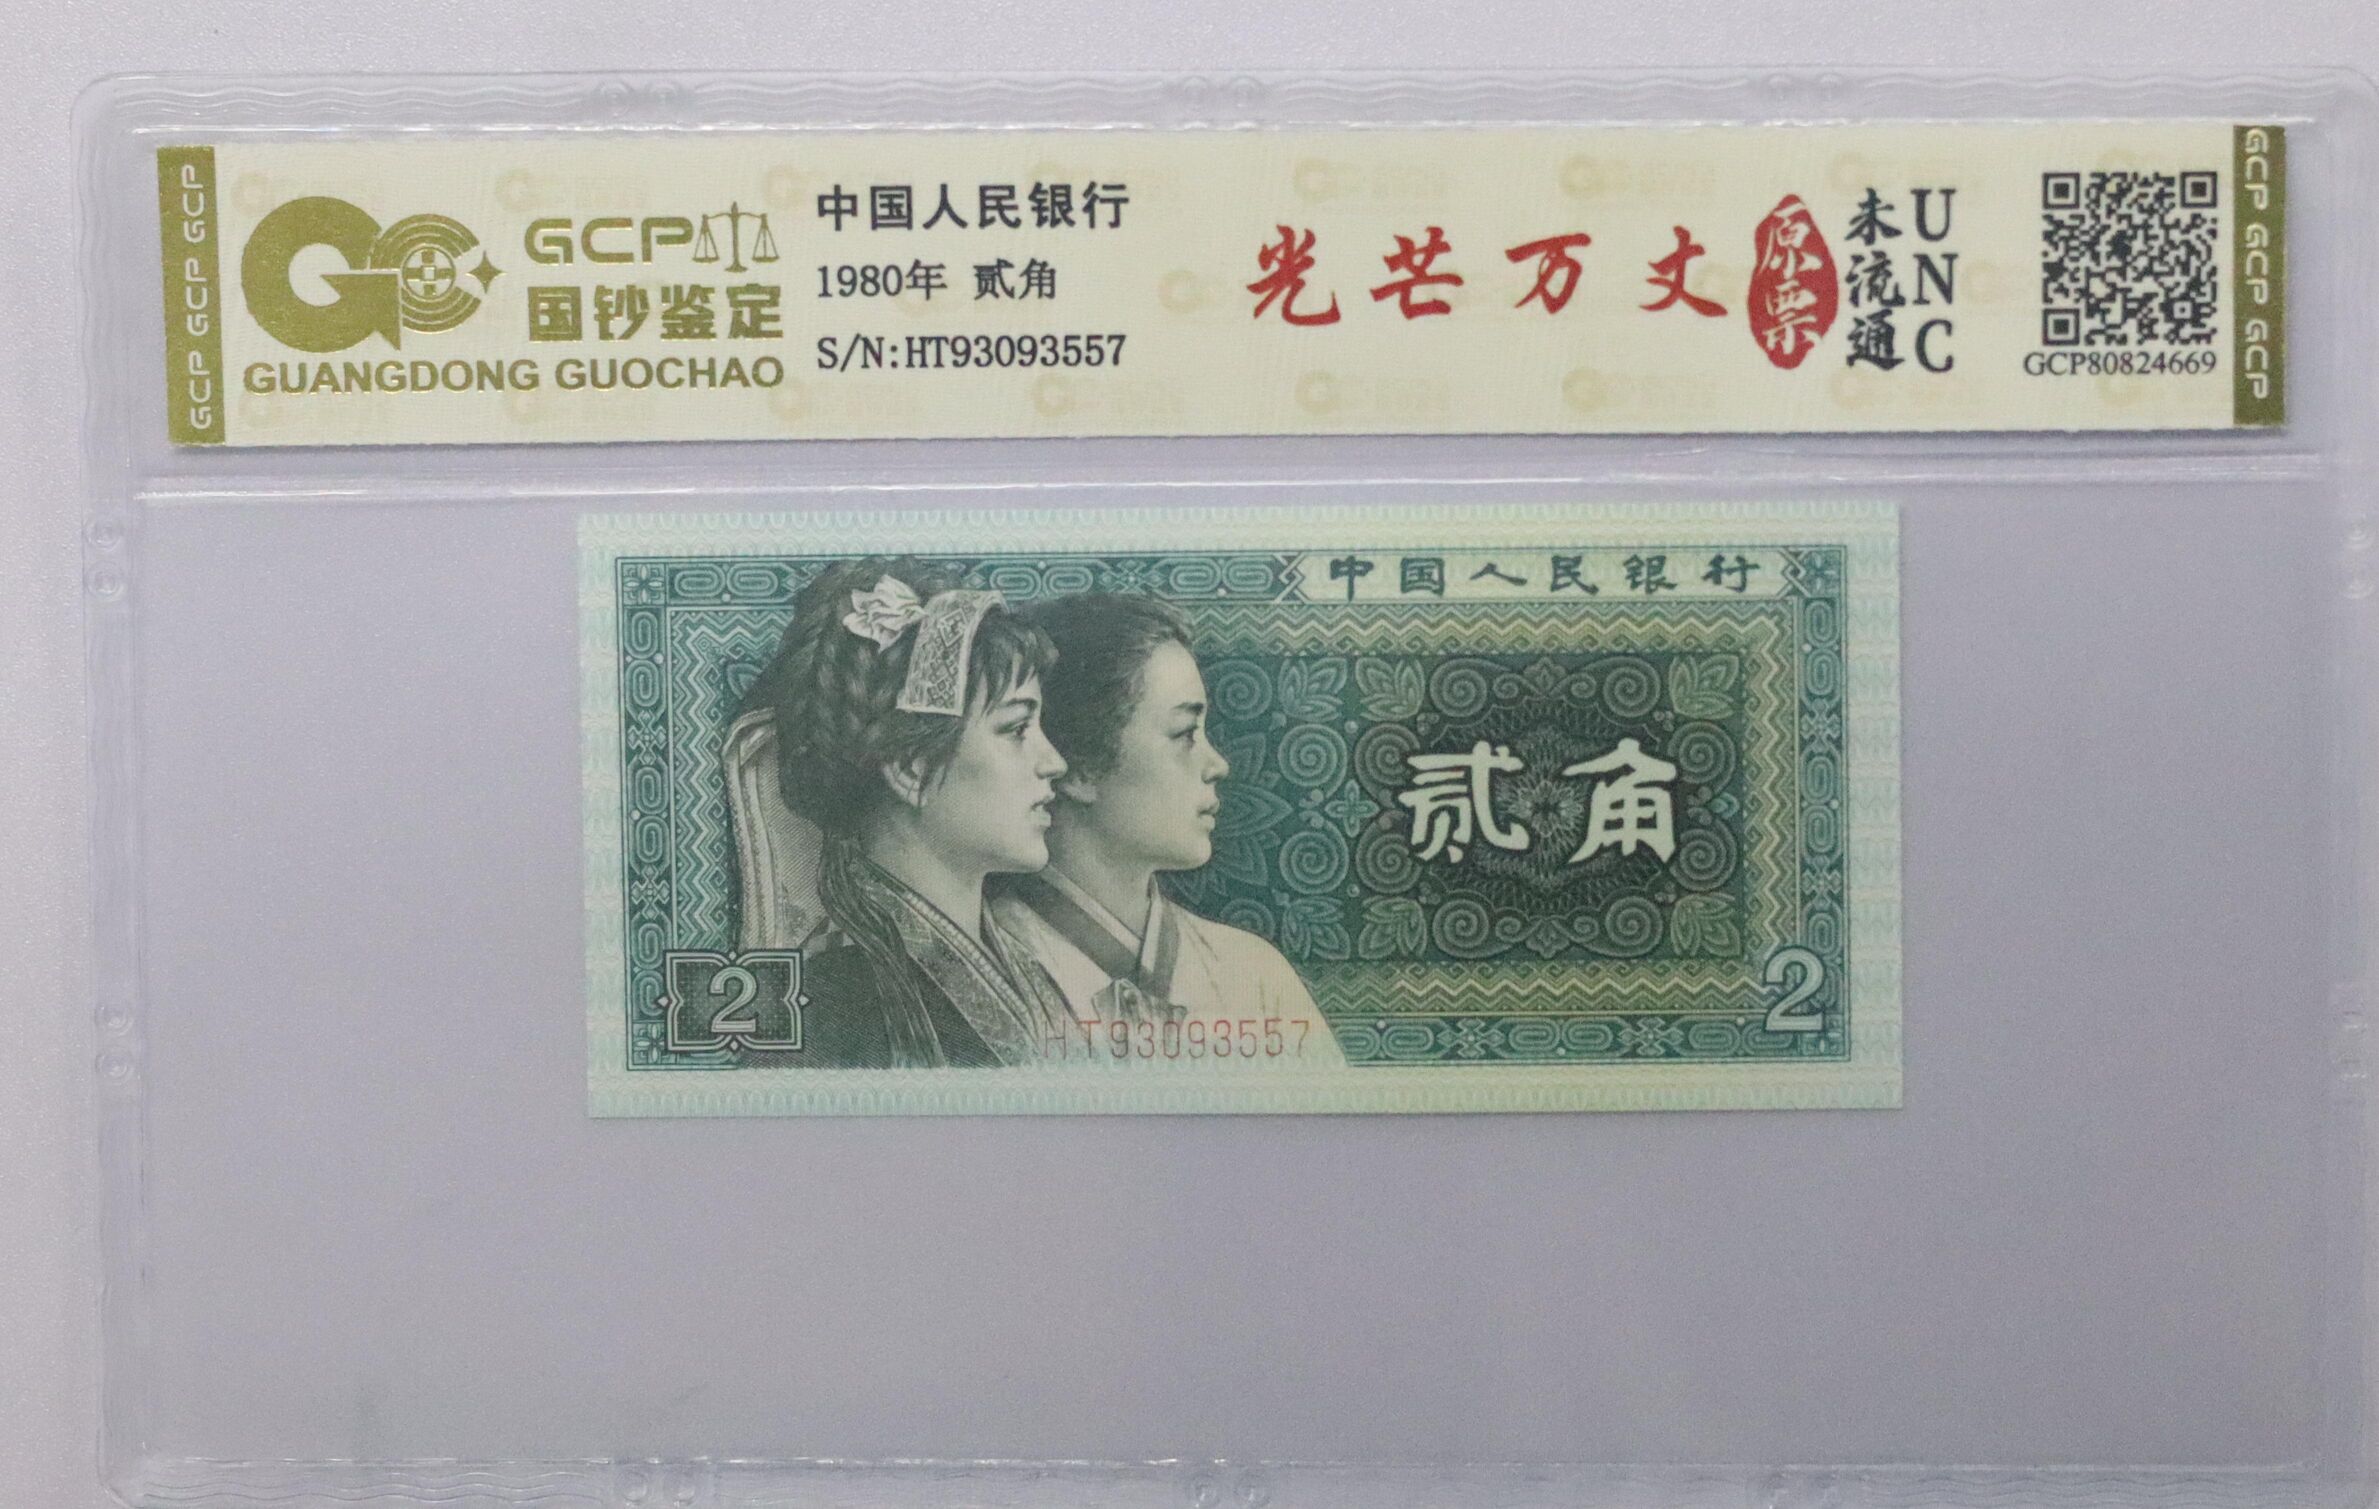 GCP GCP GCP
GCP
国钞鉴定
GUANGDONG GUOCHAO
中国人民银行
1980年 贰角
S/N:HT93093557
光芒万丈
原票
未流通
UNC
GCP80824669
GCP GCP GCP
中国人民银行
贰角
2
2
HT93093557